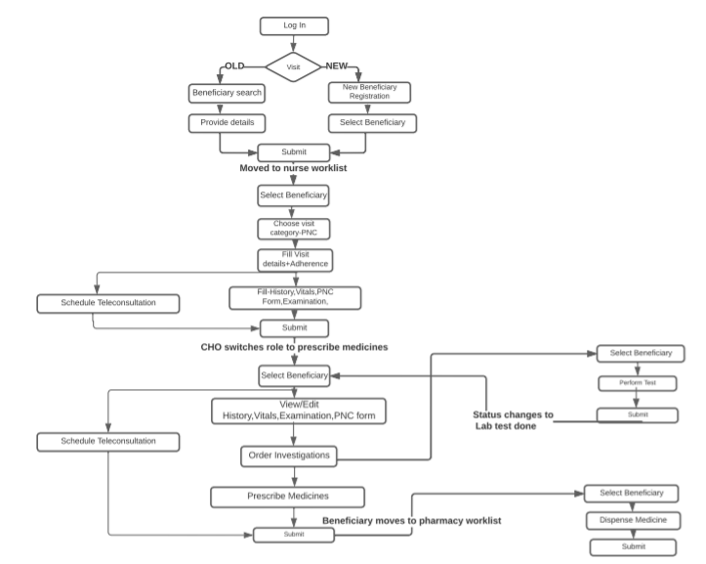 Log In
Visit
OLD
NEW
Beneficiary search
New Beneficiary
Registration
Provide details
Select Beneficiary
Submit
Moved to nurse worklist
Select Beneficiary
Choose visit
category-PNC
Fill Visit
details+Adherence
Schedule Teleconsultation
Fill-History,Vitals,PNC
Form,Examination,
Submit
CHO switches role to prescribe medicines
Select Beneficiary
Select Beneficiary
Perform Test
Submit
Status changes to
Lab test done
View/Edit
History,Vitals,Examination,PNC form
Schedule Teleconsultation
Order Investigations
Prescribe Medicines
Submit
Beneficiary moves to pharmacy worklist
Select Beneficiary
Dispense Medicine
Submit